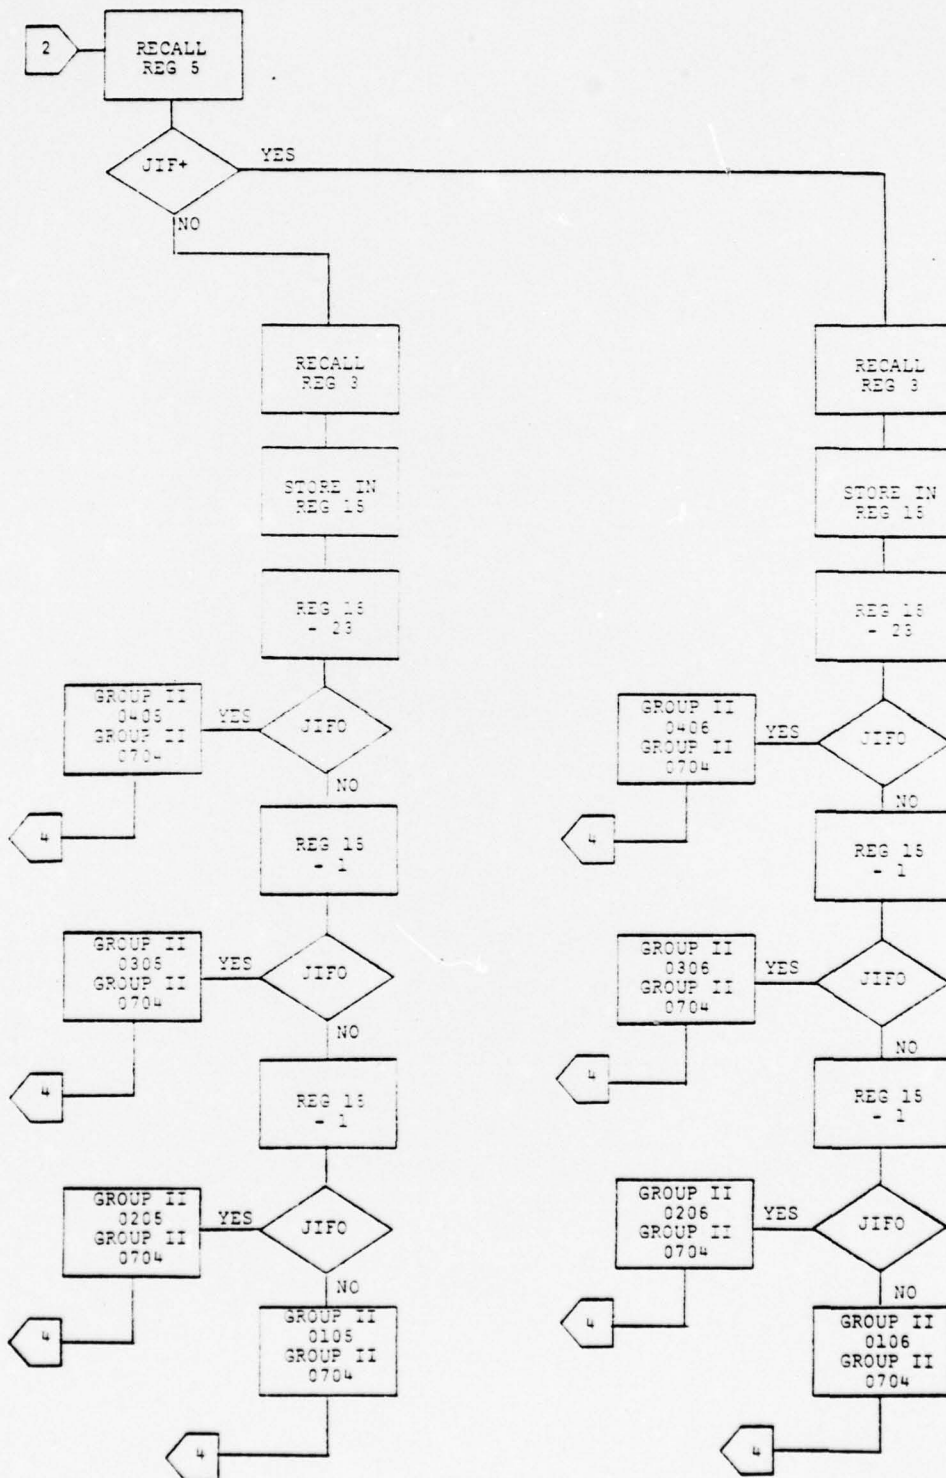 2
RECALL
REG 5
JIF+
YES
NO
RECALL
REG 3
STORE IN
REG 15
REG 15
- 23
JIFO
YES
GROUP II
0405
GROUP II
0704
4
NO
REG 15
- 1
JIFO
YES
GROUP II
0305
GROUP II
0704
4
NO
REG 15
- 1
JIFO
YES
GROUP II
0205
GROUP II
0704
4
NO
GROUP II
0105
GROUP II
0704
4
RECALL
REG 3
STORE IN
REG 15
REG 15
- 23
JIFO
YES
GROUP II
0406
GROUP II
0704
4
NO
REG 15
- 1
JIFO
YES
GROUP II
0306
GROUP II
0704
4
NO
REG 15
- 1
JIFO
YES
GROUP II
0206
GROUP II
0704
4
NO
GROUP II
0106
GROUP II
0704
4